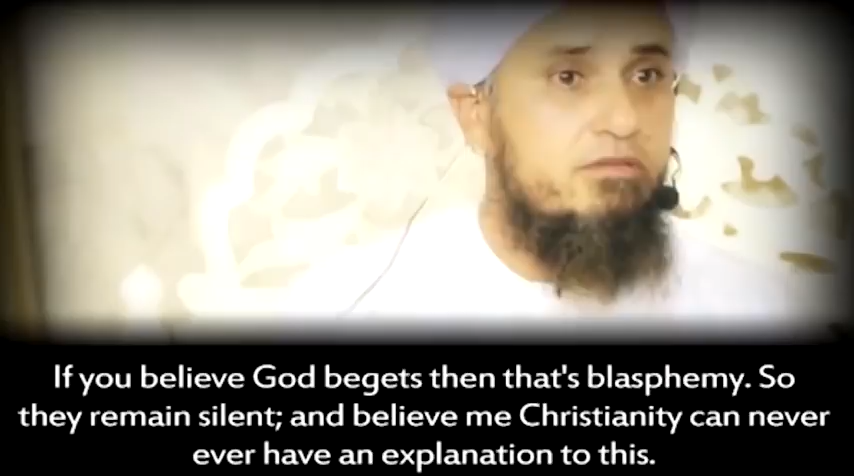 If you believe God begets then that's blasphemy. So
they remain silent; and believe me Christianity can never
ever have an explanation to this.